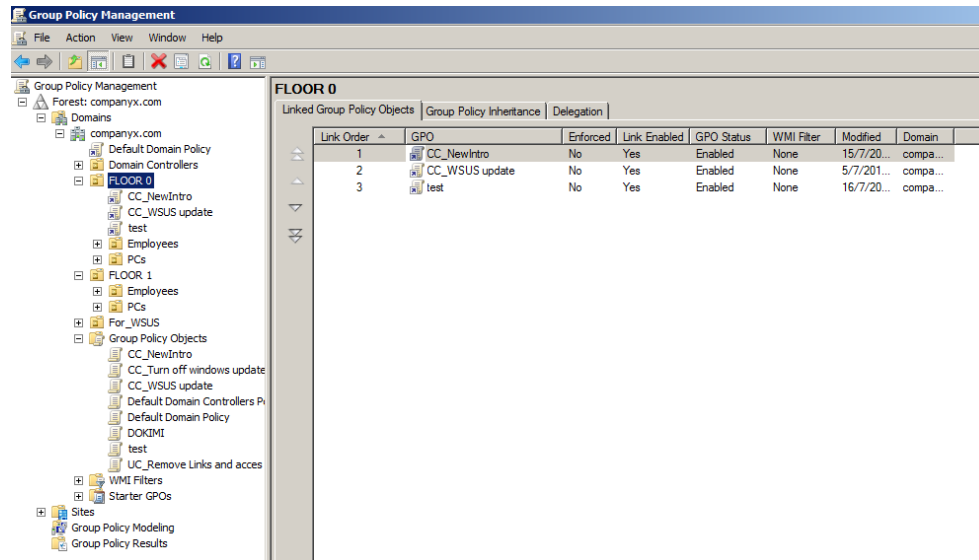 Group Policy Management
File Action View Window Help
Group Policy Management
Forest: companyx.com
Domains
companyx.com
Default Domain Policy
Domain Controllers
FLOOR 0
CC_NewIntro
CC_WSUS update
test
Employees
PCs
FLOOR 1
Employees
PCs
For_WSUS
Group Policy Objects
CC_NewIntro
CC_Turn off windows update
CC_WSUS update
Default Domain Controllers P
Default Domain Policy
DOKIMI
test
UC_Remove Links and acces
WMI Filters
Starter GPOs
Sites
Group Policy Modeling
Group Policy Results
FLOOR 0
Linked Group Policy Objects Group Policy Inheritance Delegation
Link Order GPO Enforced Link Enabled GPO Status WMI Filter Modified Domain
1 CC_NewIntro No Yes Enabled None 15/7/20... compa...
2 CC_WSUS update No Yes Enabled None 5/7/201... compa...
3 test No Yes Enabled None 16/7/20... compa...